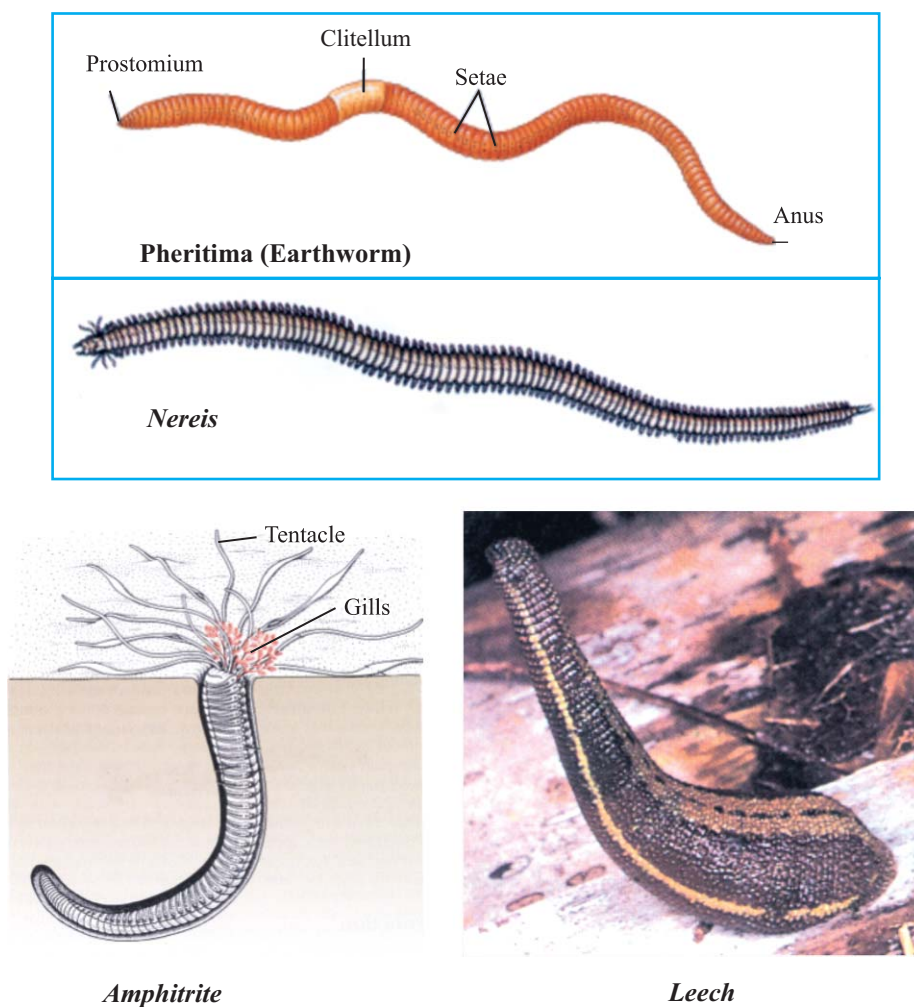 Clitellum
Prostomium
Setae
Anus
Pheritima (Earthworm)
Nereis
Tentacle
Gills
Amphitrite
Leech